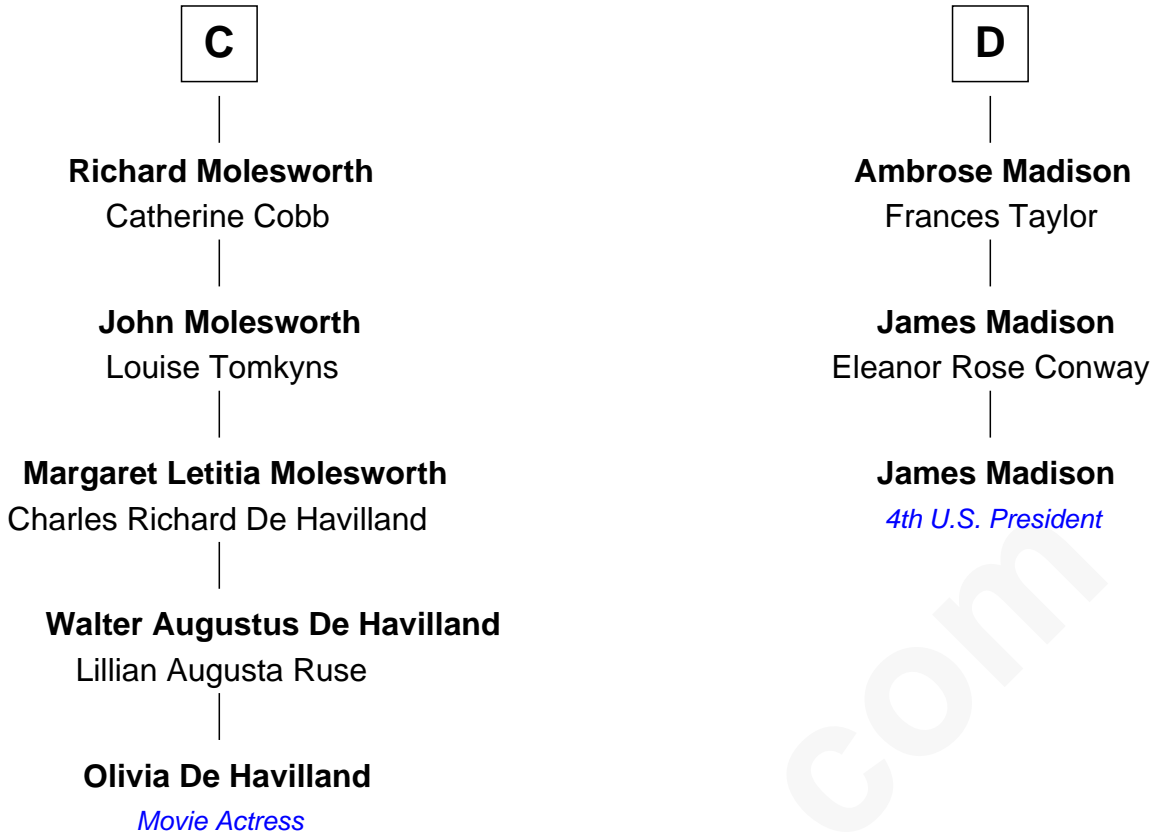 C
Richard Molesworth
Catherine Cobb
John Molesworth
Louise Tomkyns
Margaret Letitia Molesworth
Charles Richard De Havilland
Walter Augustus De Havilland
Lillian Augusta Ruse
Olivia De Havilland
Movie Actress
D
Ambrose Madison
Frances Taylor
James Madison
Eleanor Rose Conway
James Madison
4th U.S. President
com